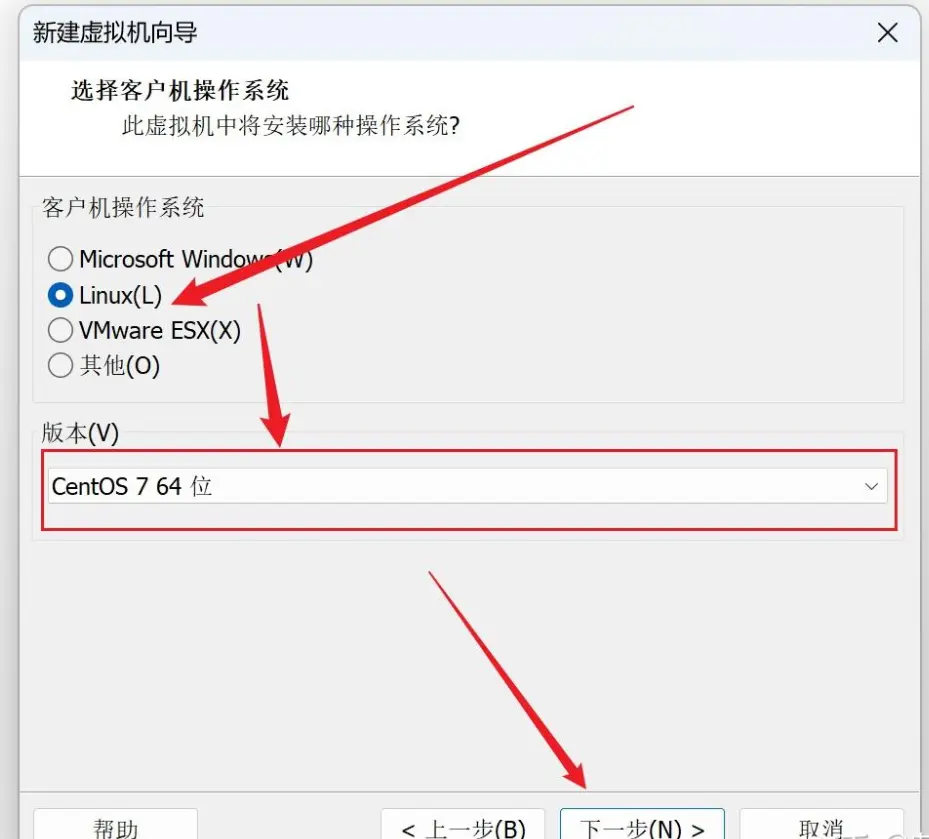 新建虚拟机向导
选择客户机操作系统
此虚拟机中将安装哪种操作系统?
客户机操作系统
Microsoft Windows(W)
Linux(L)
VMware ESX(X)
其他(O)
版本(V)
CentOS 7 64 位
帮助
< 上一步(B)
下一步(N) >
取消